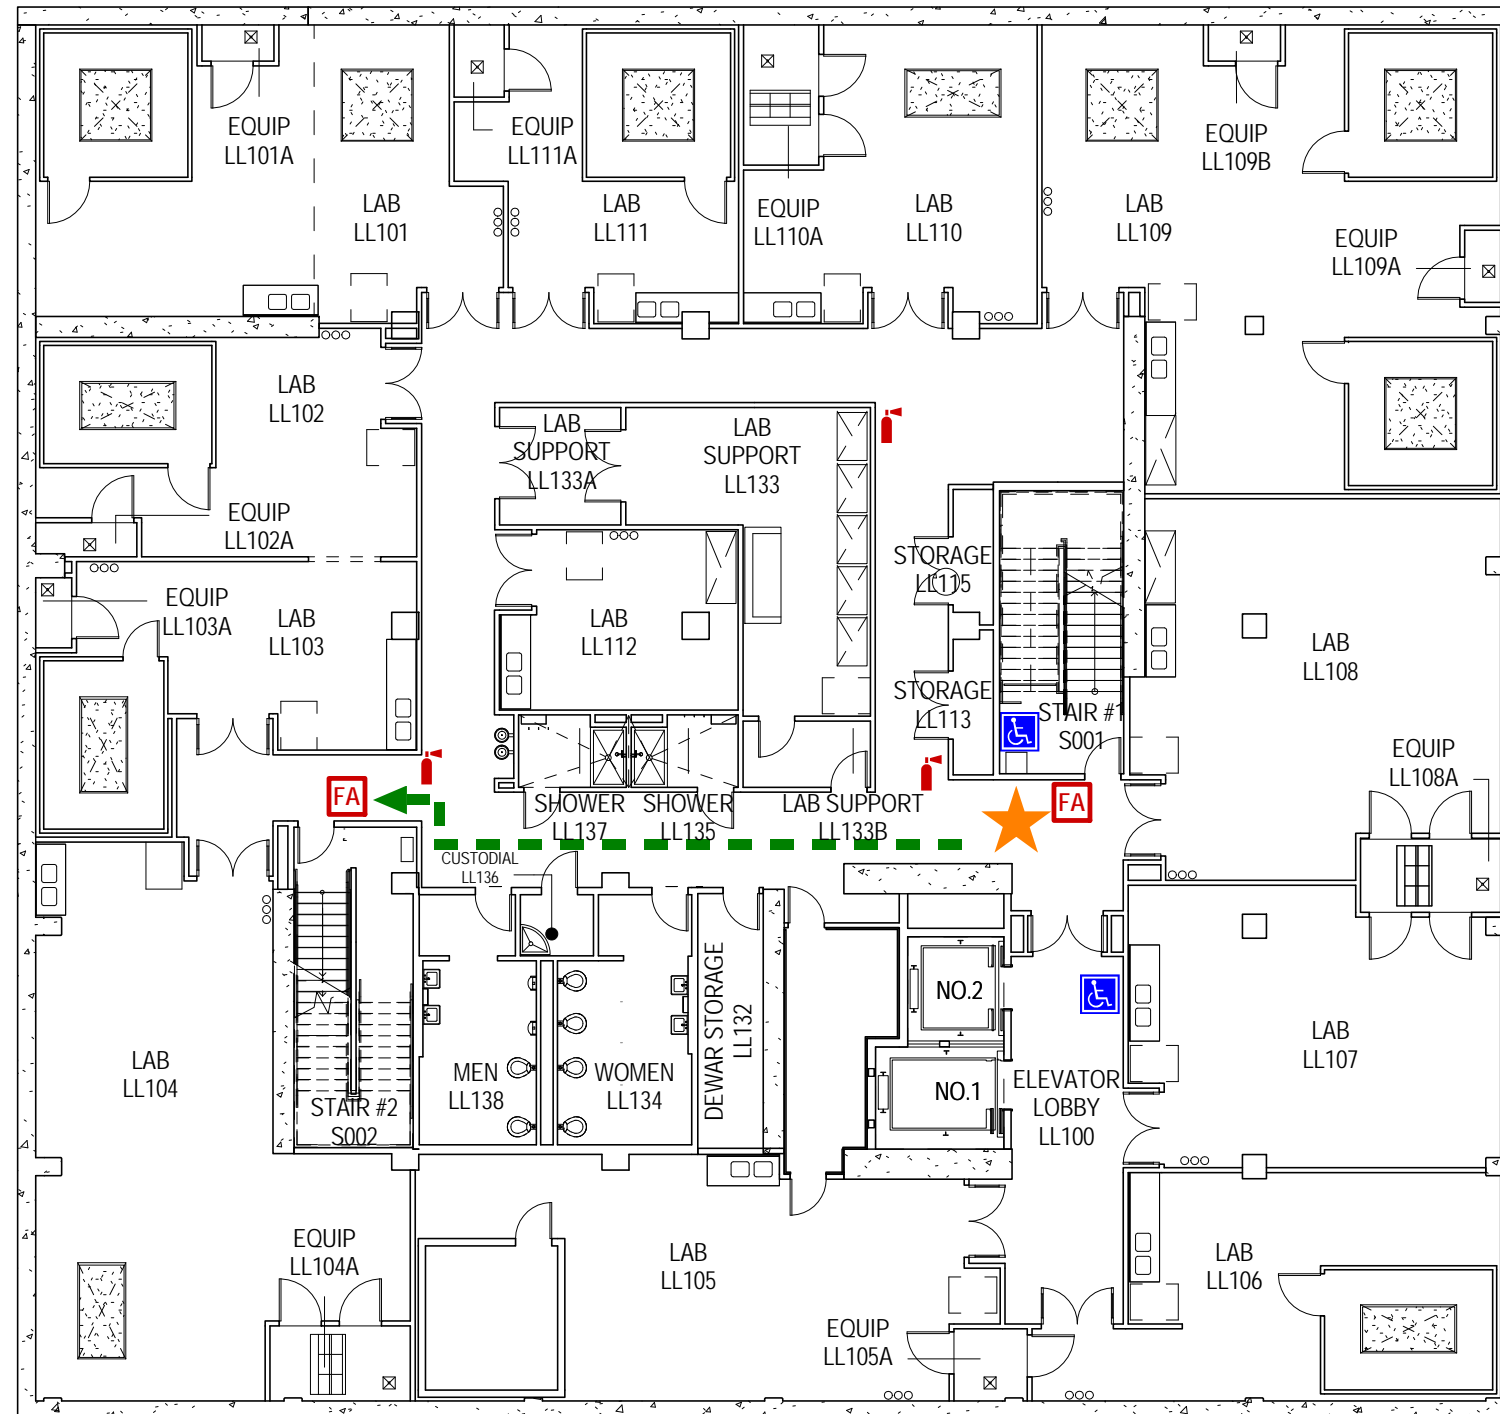 EQUIP
LL101A
EQUIP
LL111A
EQUIP
LL109B
LAB
LL101
LAB
LL111
EQUIP
LL110A
LAB
LL110
LAB
LL109
EQUIP
LL109A
LAB
LL102
LAB
SUPPORT
LL133A
LAB
SUPPORT
LL133
EQUIP
LL102A
STORAGE
LL115
EQUIP
LL103A
LAB
LL103
LAB
LL112
LAB
LL108
STORAGE
LL113
STAIR #1
S001
EQUIP
LL108A
FA
SHOWER
LL137
SHOWER
LL135
LAB SUPPORT
LL133B
FA
CUSTODIAL
LL136
DEWAR STORAGE
LL132
NO.2
LAB
LL104
MEN
LL138
WOMEN
LL134
NO.1
ELEVATOR
LOBBY
LL100
LAB
LL107
STAIR #2
S002
EQUIP
LL104A
LAB
LL105
LAB
LL106
EQUIP
LL105A